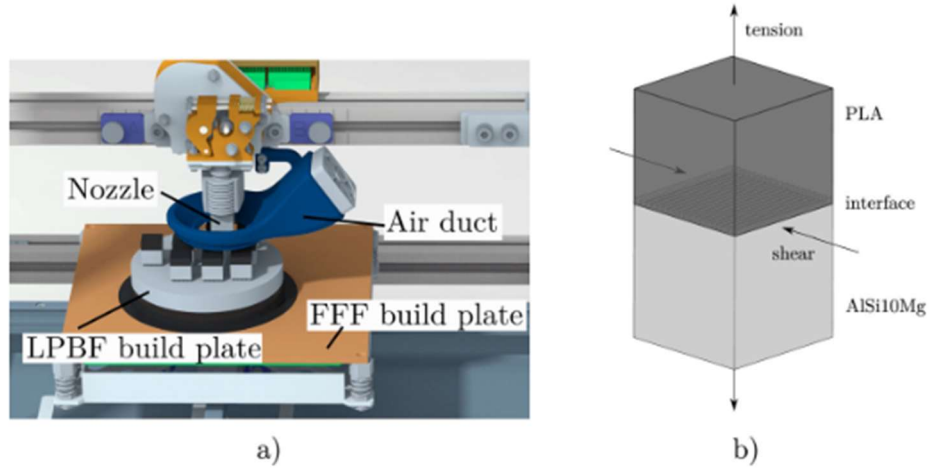 Nozzle
Air duct
FFF build plate
LPBF build plate
a)
tension
PLA
interface
shear
AlSi10Mg
b)